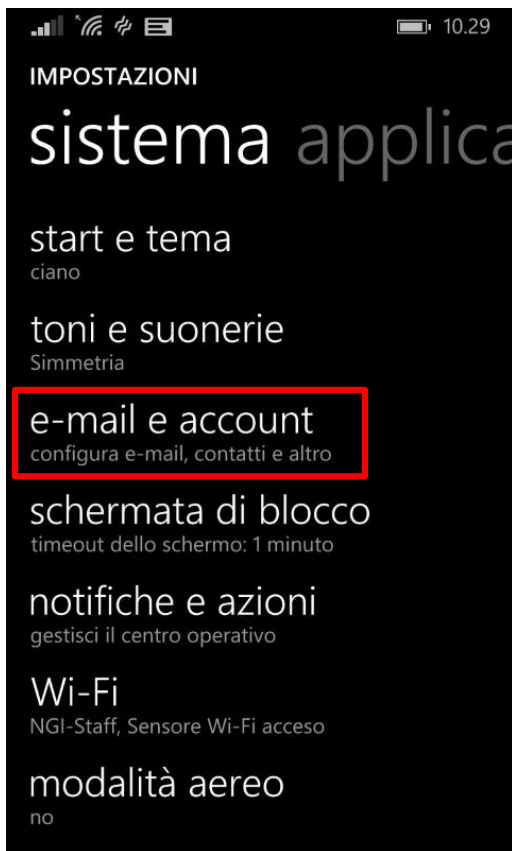 10.29
IMPOSTAZIONI
sistema applica
start e tema
ciano
toni e suonerie
Simmetria
e-mail e account
configura e-mail, contatti e altro
schermata di blocco
timeout dello schermo: 1 minuto
notifiche e azioni
gestisci il centro operativo
Wi-Fi
NGI-Staff, Sensore Wi-Fi acceso
modalità aereo
no